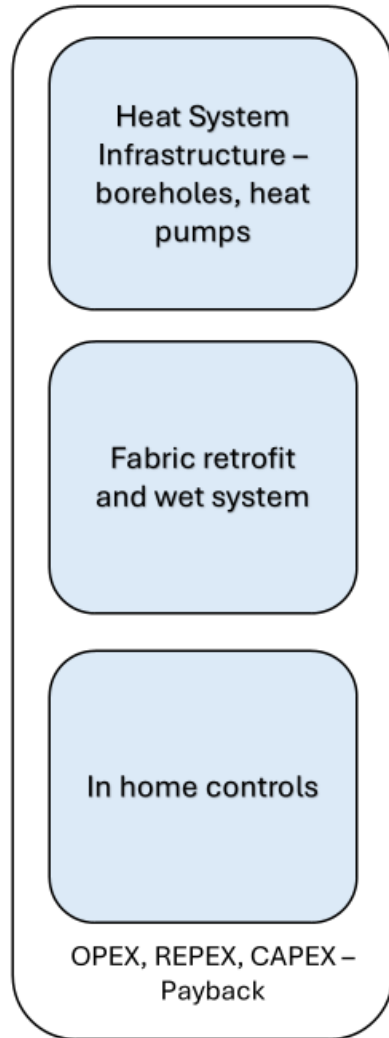 Heat System
Infrastructure –
boreholes, heat
pumps
Fabric retrofit
and wet system
In home controls
OPEX, REPEX, CAPEX –
Payback